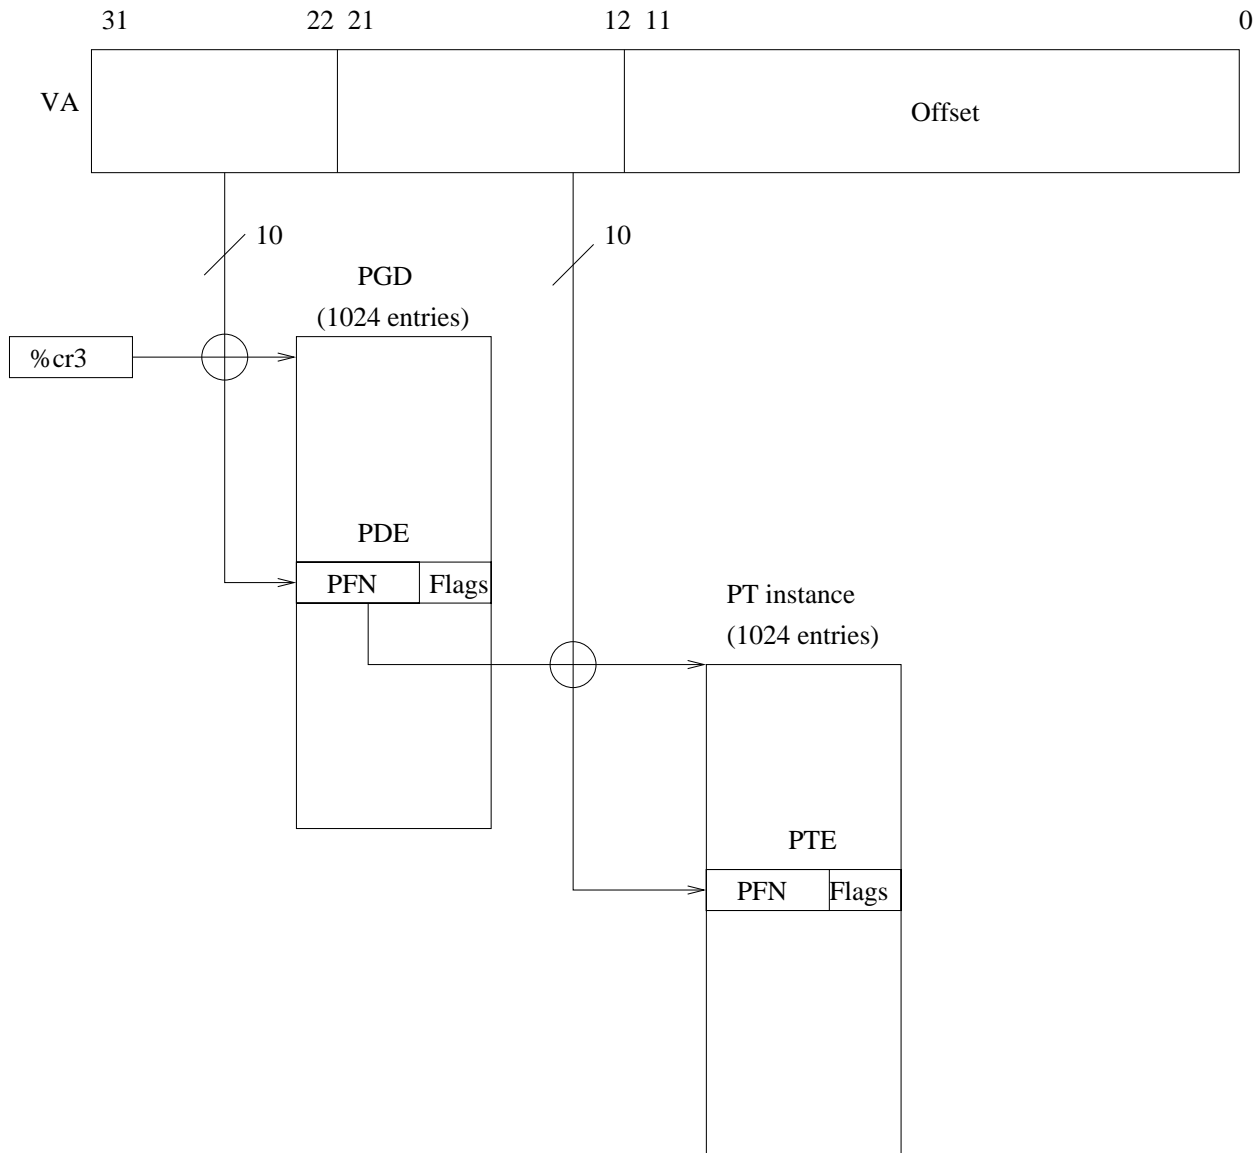 31 22 21 12 11 0
VA
Offset
10 10
PGD
(1024 entries)
%cr3
PDE
PFN Flags
PT instance
(1024 entries)
PTE
PFN Flags